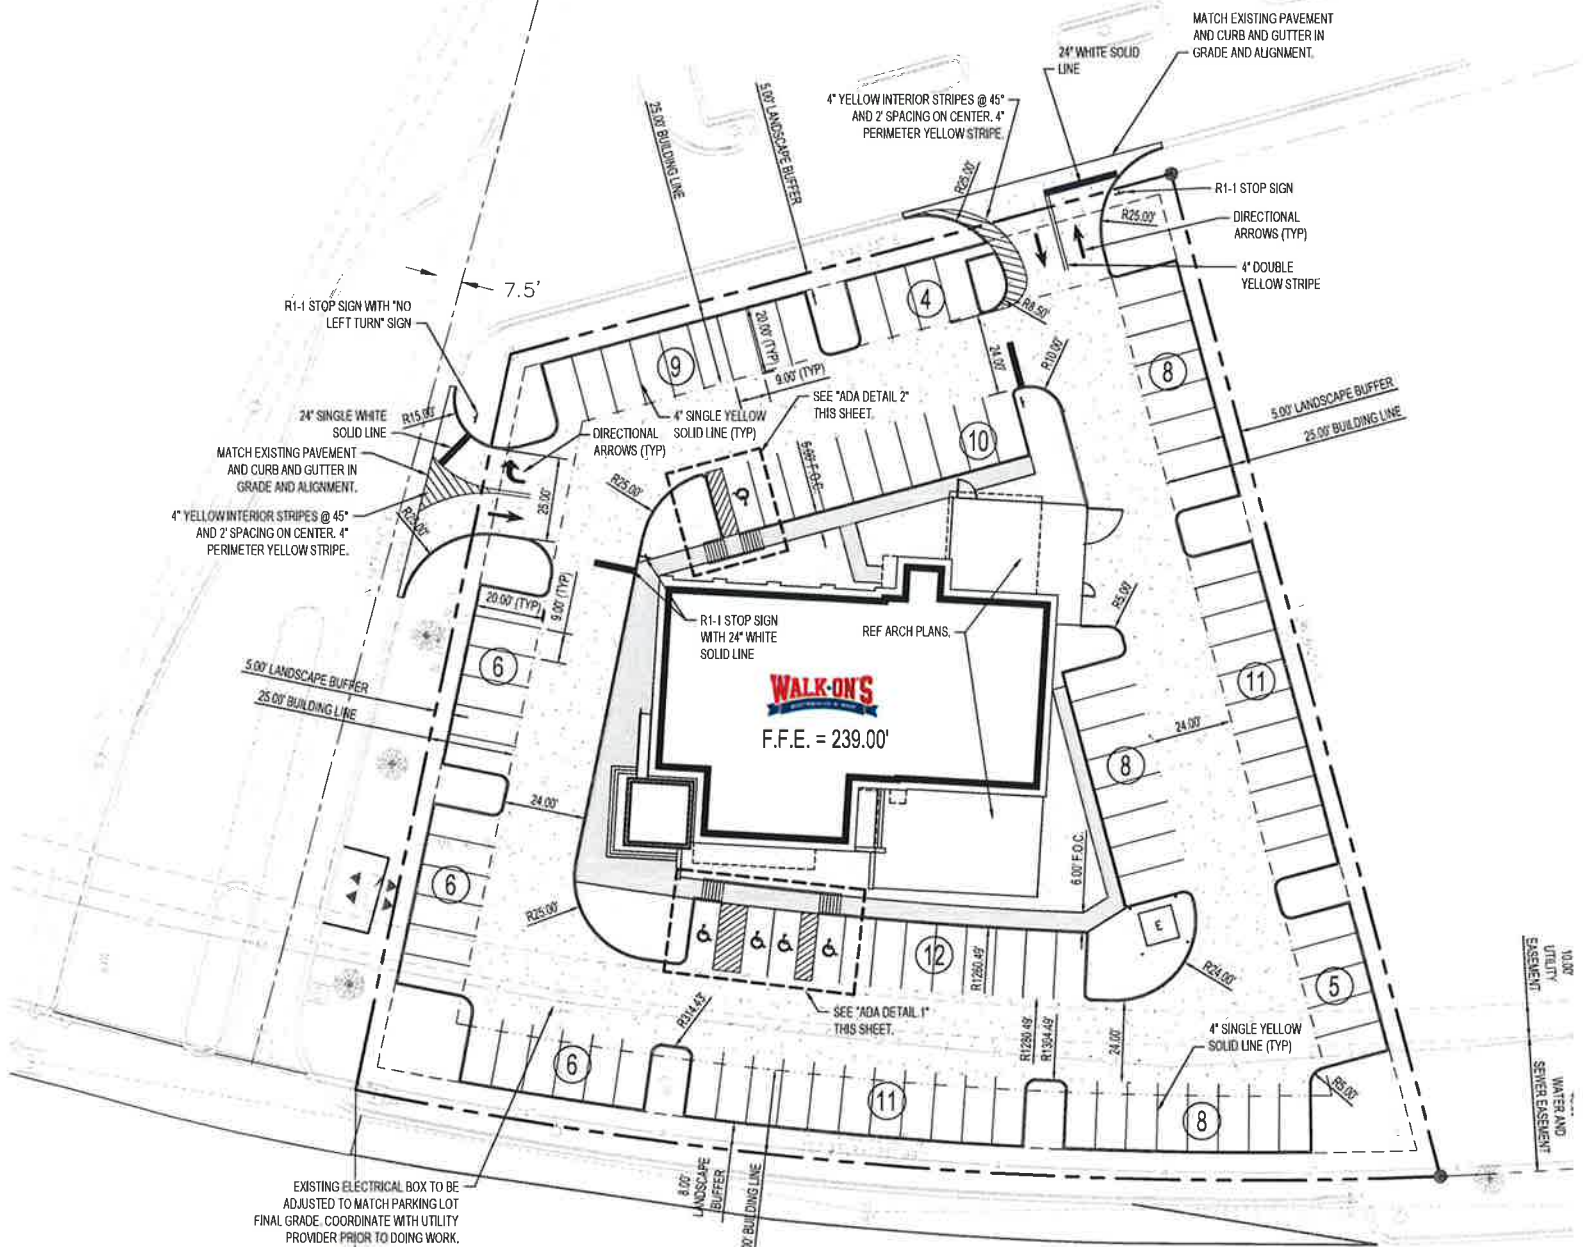 MATCH EXISTING PAVEMENT
AND CURB AND GUTTER IN
GRADE AND ALIGNMENT.
24" WHITE SOLID
LINE
4" YELLOW INTERIOR STRIPES @ 45°
AND 2' SPACING ON CENTER. 4"
PERIMETER YELLOW STRIPE.
25.00' BUILDING LINE
5.00' LANDSCAPE BUFFER
R25.00'
R1-1 STOP SIGN
R25.00'
DIRECTIONAL
ARROWS (TYP)
4" DOUBLE
YELLOW STRIPE
7.5'
R1-1 STOP SIGN WITH "NO
LEFT TURN" SIGN
4
R8.50'
20.00' (TYP)
9
9.00' (TYP)
24.00'
R10.00'
8
5.00' LANDSCAPE BUFFER
25.00' BUILDING LINE
SEE "ADA DETAIL 2"
THIS SHEET.
24" SINGLE WHITE
SOLID LINE
R15.00'
4" SINGLE YELLOW
SOLID LINE (TYP)
DIRECTIONAL
ARROWS (TYP)
10
MATCH EXISTING PAVEMENT
AND CURB AND GUTTER IN
GRADE AND ALIGNMENT.
6.00' F.O.C.
R25.00'
25.00'
4" YELLOW INTERIOR STRIPES @ 45°
AND 2' SPACING ON CENTER. 4"
PERIMETER YELLOW STRIPE.
20.00' (TYP)
9.00' (TYP)
R5.00'
R1-1 STOP SIGN
WITH 24" WHITE
SOLID LINE
REF ARCH PLANS.
6
5.00' LANDSCAPE BUFFER
25.00' BUILDING LINE
WALK-ON'S
F.F.E. = 239.00'
11
24.00'
8
24.00'
6.00' F.O.C.
6
R25.00'
12
R1260.49'
E
R24.00'
5
10.00'
UTILITY
EASEMENT
R314.43'
SEE "ADA DETAIL 1"
THIS SHEET.
R1280.49'
R1304.49'
24.00'
4" SINGLE YELLOW
SOLID LINE (TYP)
6
11
8
R5.00'
WATER AND
SEWER EASEMENT
8.00'
LANDSCAPE
BUFFER
BUILDING LINE
EXISTING ELECTRICAL BOX TO BE
ADJUSTED TO MATCH PARKING LOT
FINAL GRADE. COORDINATE WITH UTILITY
PROVIDER PRIOR TO DOING WORK.